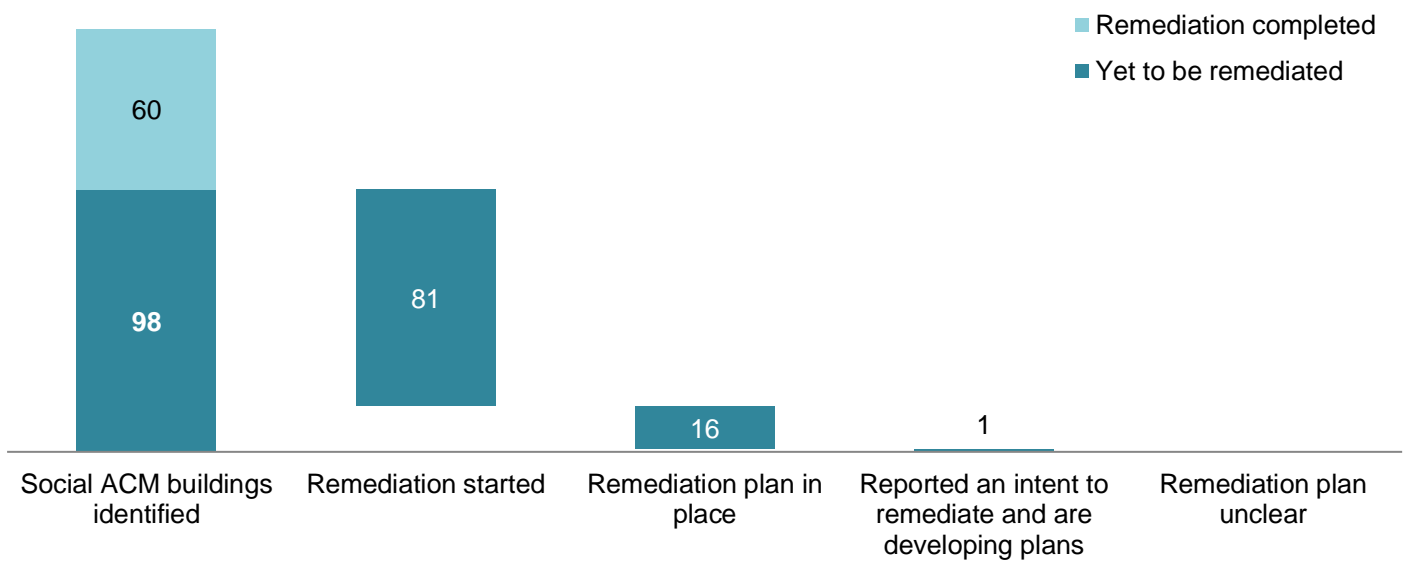 Remediation completed
Yet to be remediated
60
98
81
16
1
Social ACM buildings
identified
Remediation started
Remediation plan in
place
Reported an intent to
remediate and are
developing plans
Remediation plan
unclear